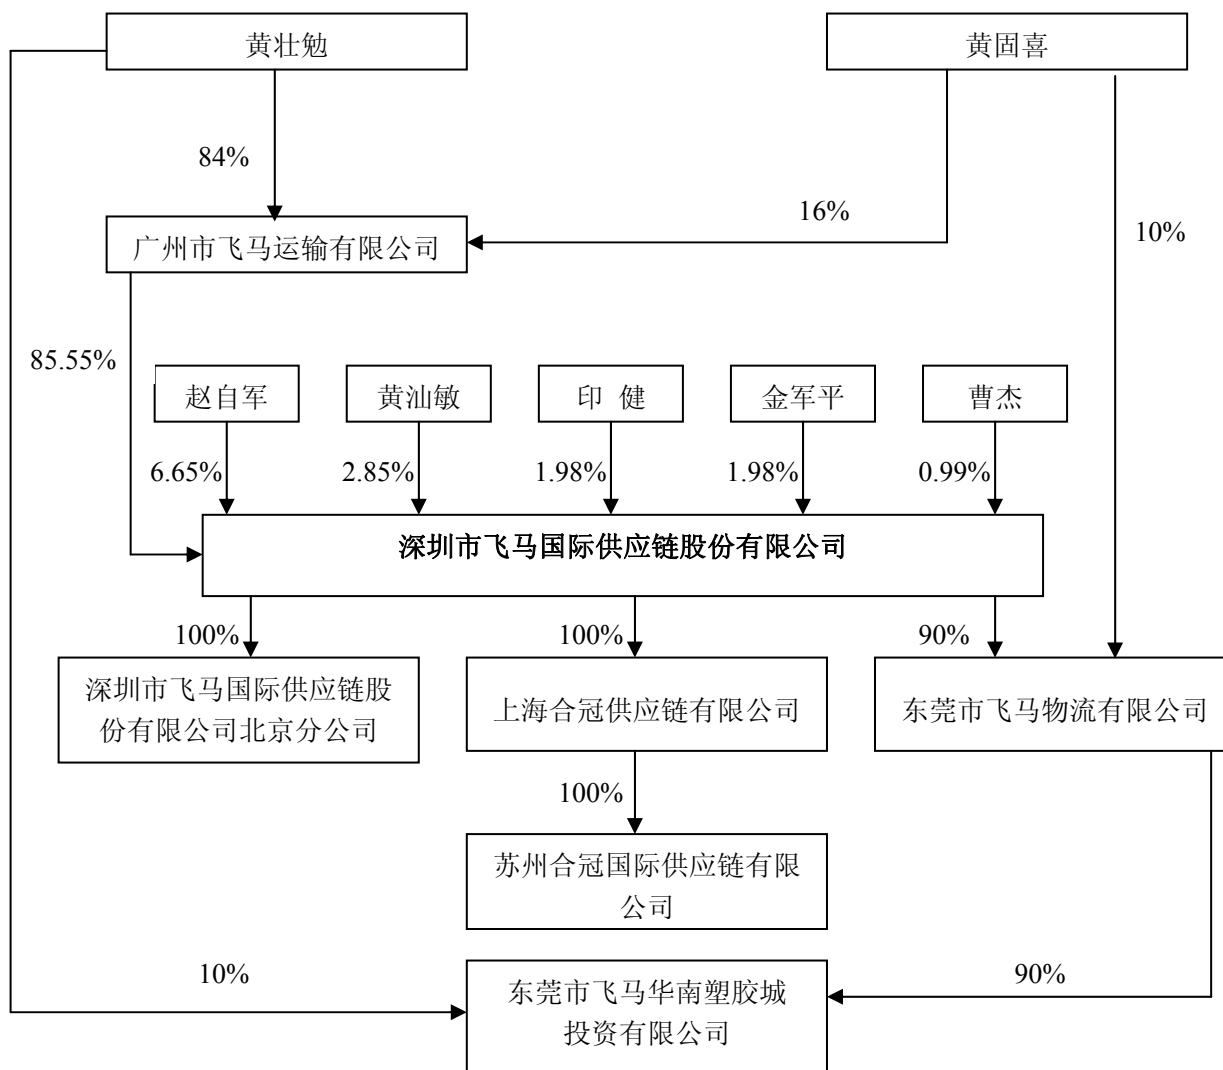 黄壮勉
黄固喜
84%
16%
10%
广州市飞马运输有限公司
85.55%
赵自军
黄汕敏
印 健
金军平
曹杰
6.65%
2.85%
1.98%
1.98%
0.99%
深圳市飞马国际供应链股份有限公司
100%
100%
90%
深圳市飞马国际供应链股
份有限公司北京分公司
上海合冠供应链有限公司
东莞市飞马物流有限公司
100%
苏州合冠国际供应链有限
公司
10%
90%
东莞市飞马华南塑胶城
投资有限公司